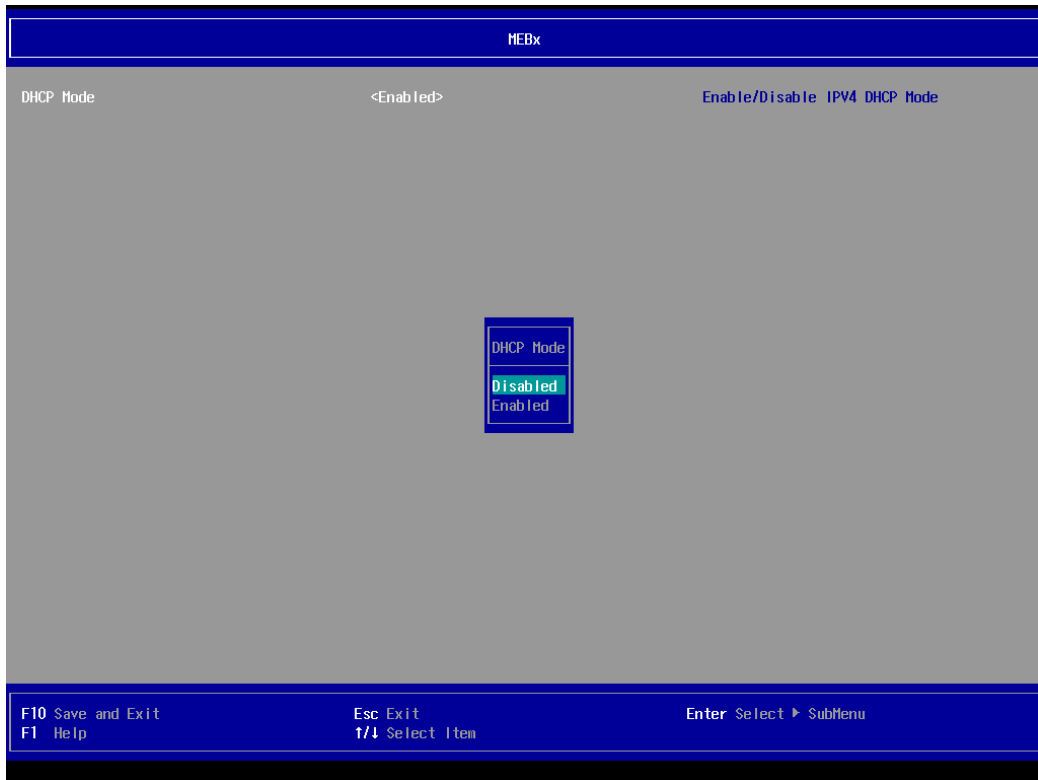 MEBx
DHCP Mode <Enabled> Enable/Disable IPV4 DHCP Mode
DHCP Mode
Disabled
Enabled
F10 Save and Exit Esc Exit Enter Select ▶ SubMenu
F1 Help ↑/↓ Select Item